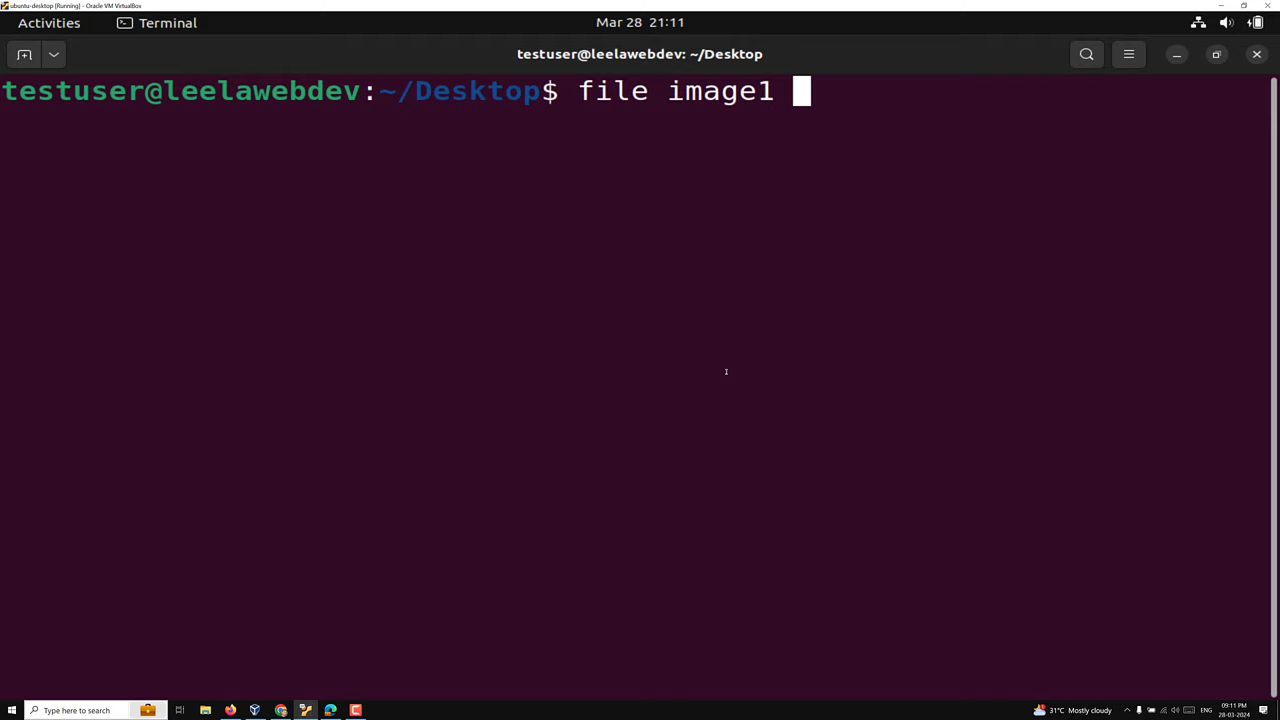 ubuntu-desktop [Running] - Oracle VM VirtualBox
Activities
Terminal
Mar 28 21:11
testuser@leelawebdev: ~/Desktop
testuser@leelawebdev:~/Desktop$ file image1
Type here to search
31°C Mostly cloudy
ENG
09:11 PM
28-03-2024